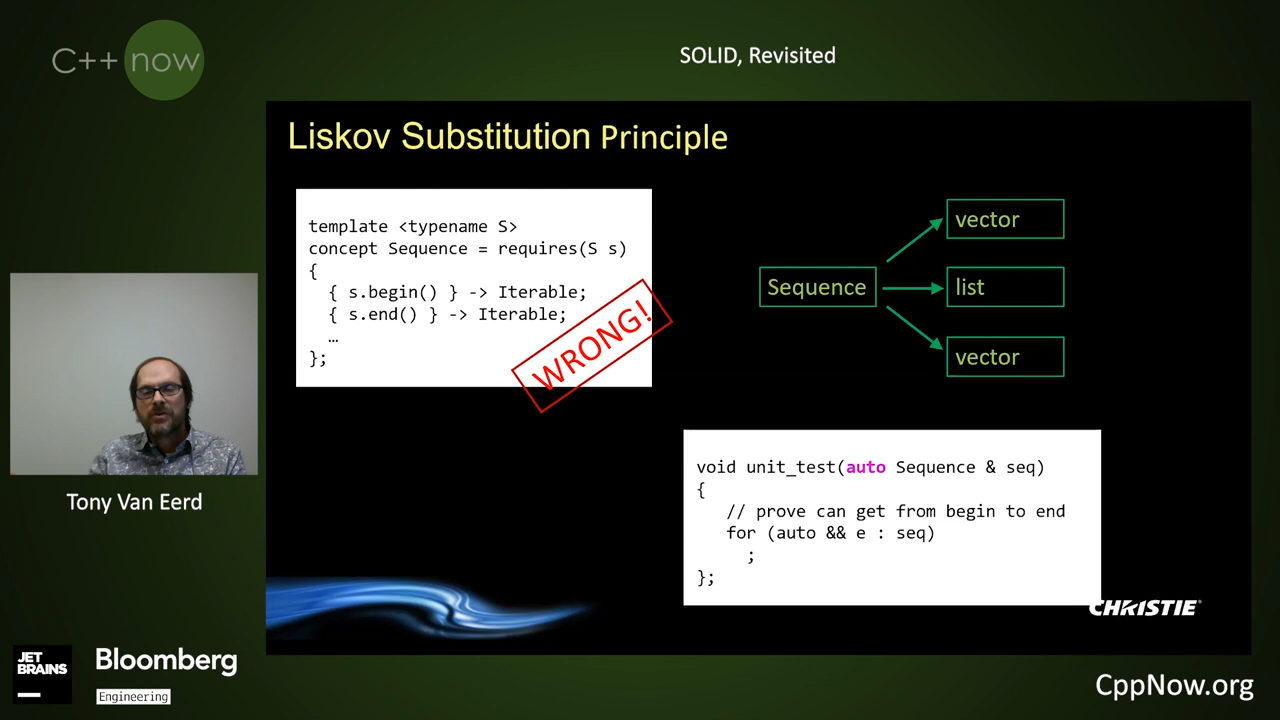 C++ now
SOLID, Revisited
Liskov Substitution Principle
template <typename S>
concept Sequence = requires(S s)
{
{ s.begin() } -> Iterable;
{ s.end() } -> Iterable;
…
};
WRONG!
Sequence
vector
list
vector
void unit_test(auto Sequence & seq)
{
// prove can get from begin to end
for (auto && e : seq)
;
};
CHRISTIE
Tony Van Eerd
JET
BRAINS
Bloomberg
Engineering
CppNow.org